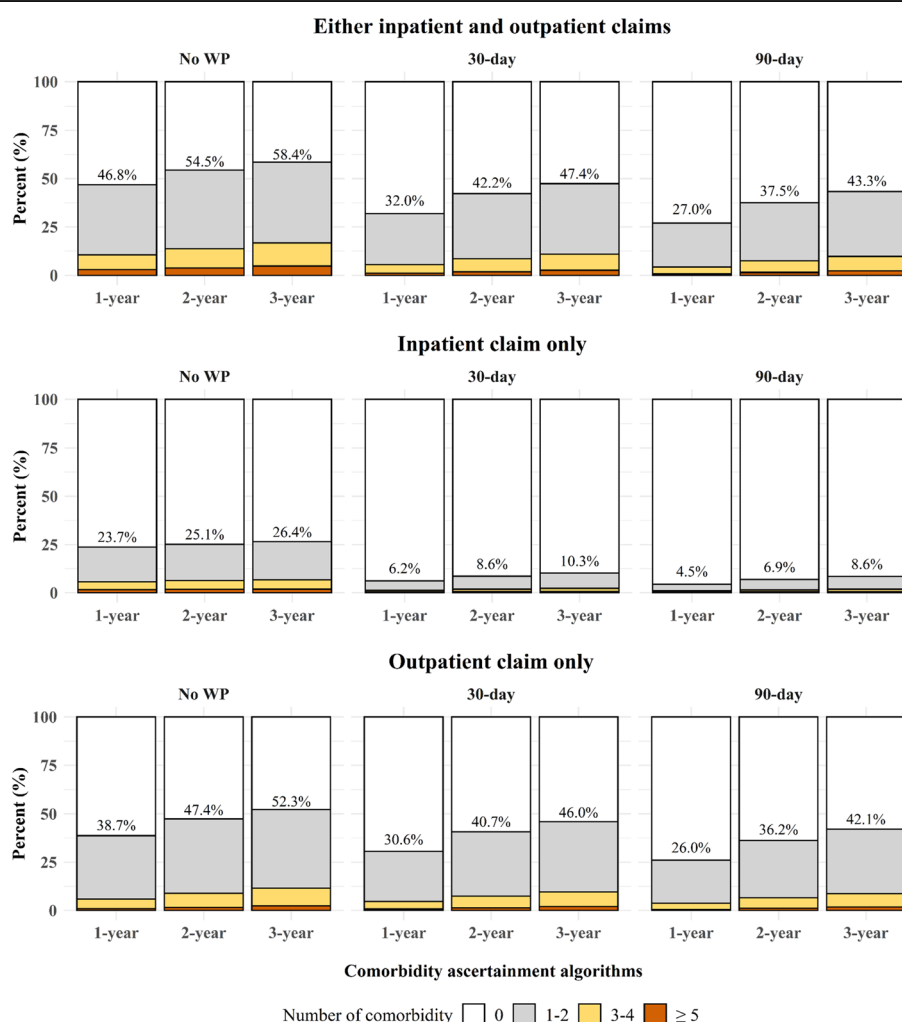 Either inpatient and outpatient claims
No WP 30-day 90-day
Percent (%)
100
75
50
25
0
46.8% 54.5% 58.4% 32.0% 42.2% 47.4% 27.0% 37.5% 43.3%
1-year 2-year 3-year 1-year 2-year 3-year 1-year 2-year 3-year
Inpatient claim only
No WP 30-day 90-day
Percent (%)
100
75
50
25
0
23.7% 25.1% 26.4% 6.2% 8.6% 10.3% 4.5% 6.9% 8.6%
1-year 2-year 3-year 1-year 2-year 3-year 1-year 2-year 3-year
Outpatient claim only
No WP 30-day 90-day
Percent (%)
100
75
50
25
0
38.7% 47.4% 52.3% 30.6% 40.7% 46.0% 26.0% 36.2% 42.1%
1-year 2-year 3-year 1-year 2-year 3-year 1-year 2-year 3-year
Comorbidity ascertainment algorithms
Number of comorbidity 0 1-2 3-4 ≥ 5